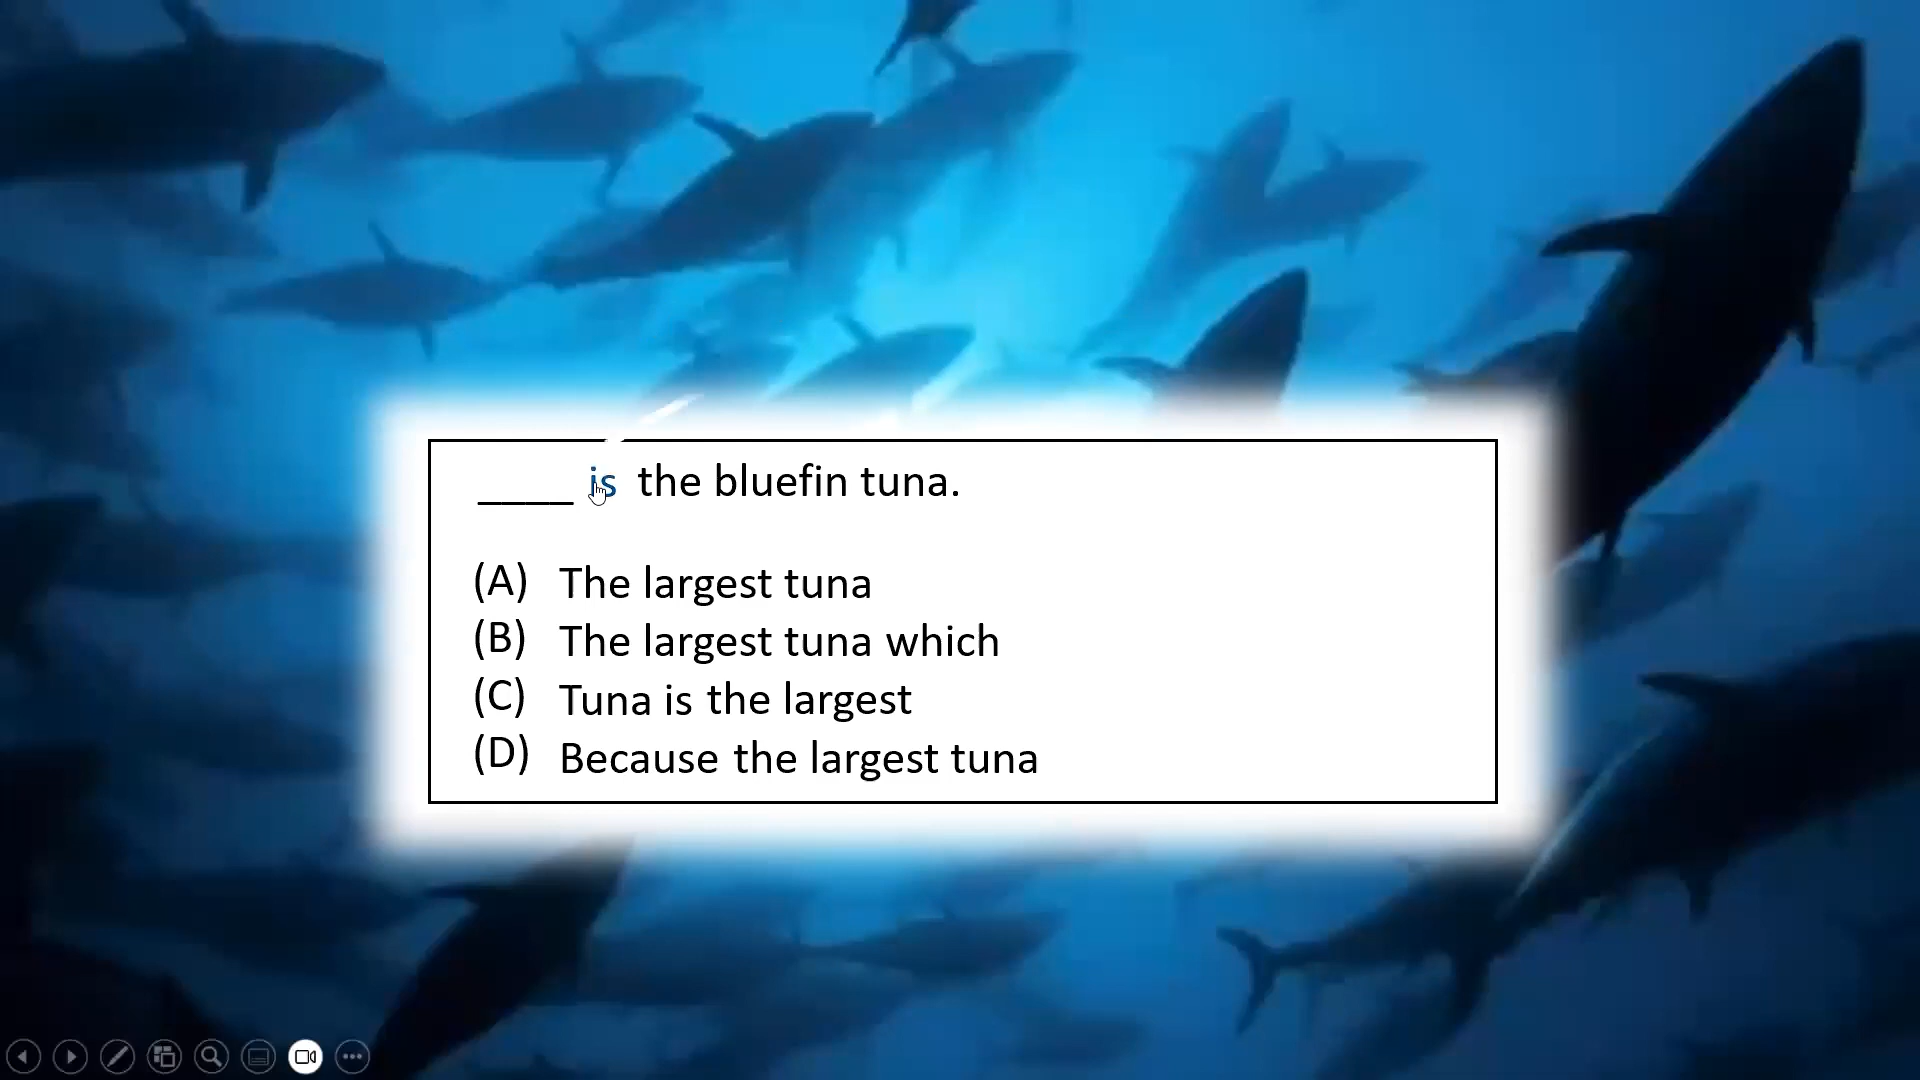 ____ is the bluefin tuna.
(A) The largest tuna
(B) The largest tuna which
(C) Tuna is the largest
(D) Because the largest tuna